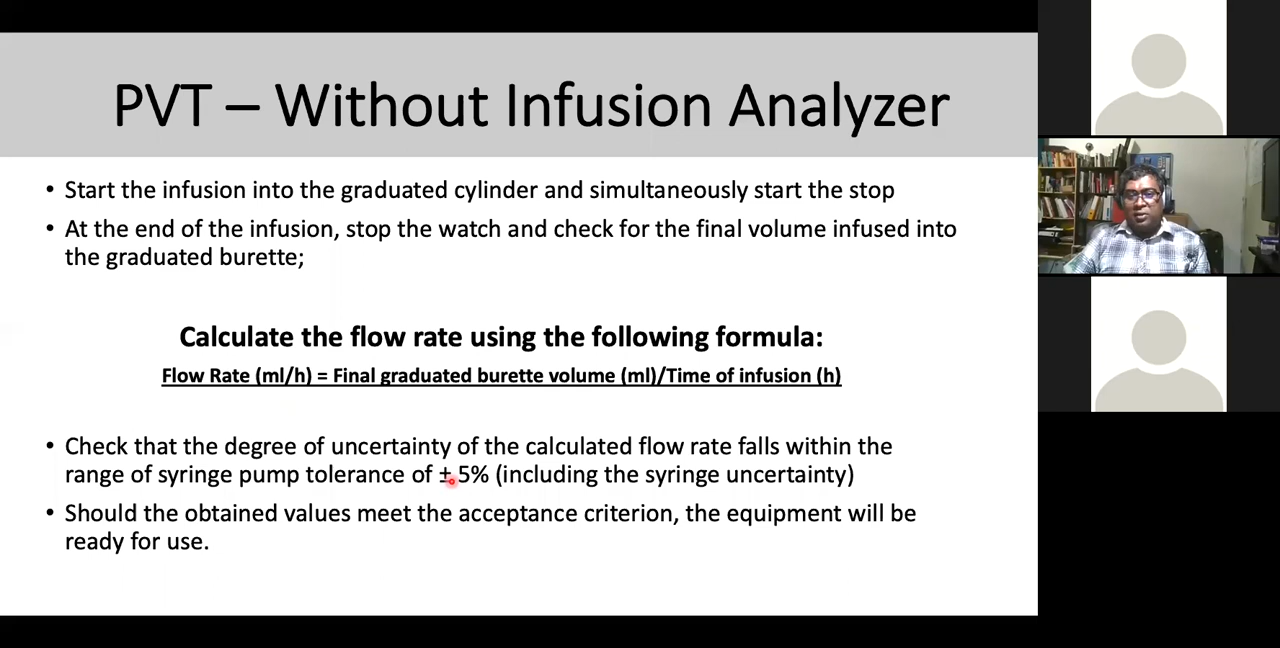 PVT – Without Infusion Analyzer
• Start the infusion into the graduated cylinder and simultaneously start the stop
• At the end of the infusion, stop the watch and check for the final volume infused into
the graduated burette;
Calculate the flow rate using the following formula:
Flow Rate (ml/h) = Final graduated burette volume (ml)/Time of infusion (h)
• Check that the degree of uncertainty of the calculated flow rate falls within the
range of syringe pump tolerance of ± 5% (including the syringe uncertainty)
• Should the obtained values meet the acceptance criterion, the equipment will be
ready for use.